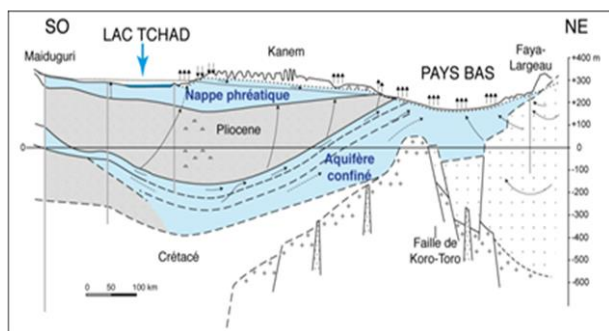 SO
NE
LAC TCHAD
Maiduguri
Kanem
Faya-
Largeau
PAYS BAS
Nappe phréatique
Pliocene
Aquifère
confiné
Crétacé
Faille de
Koro-Toro
0 50 100 km
0
+400 m
+300
+200
+100
0
-100
-200
-300
-400
-500
-600